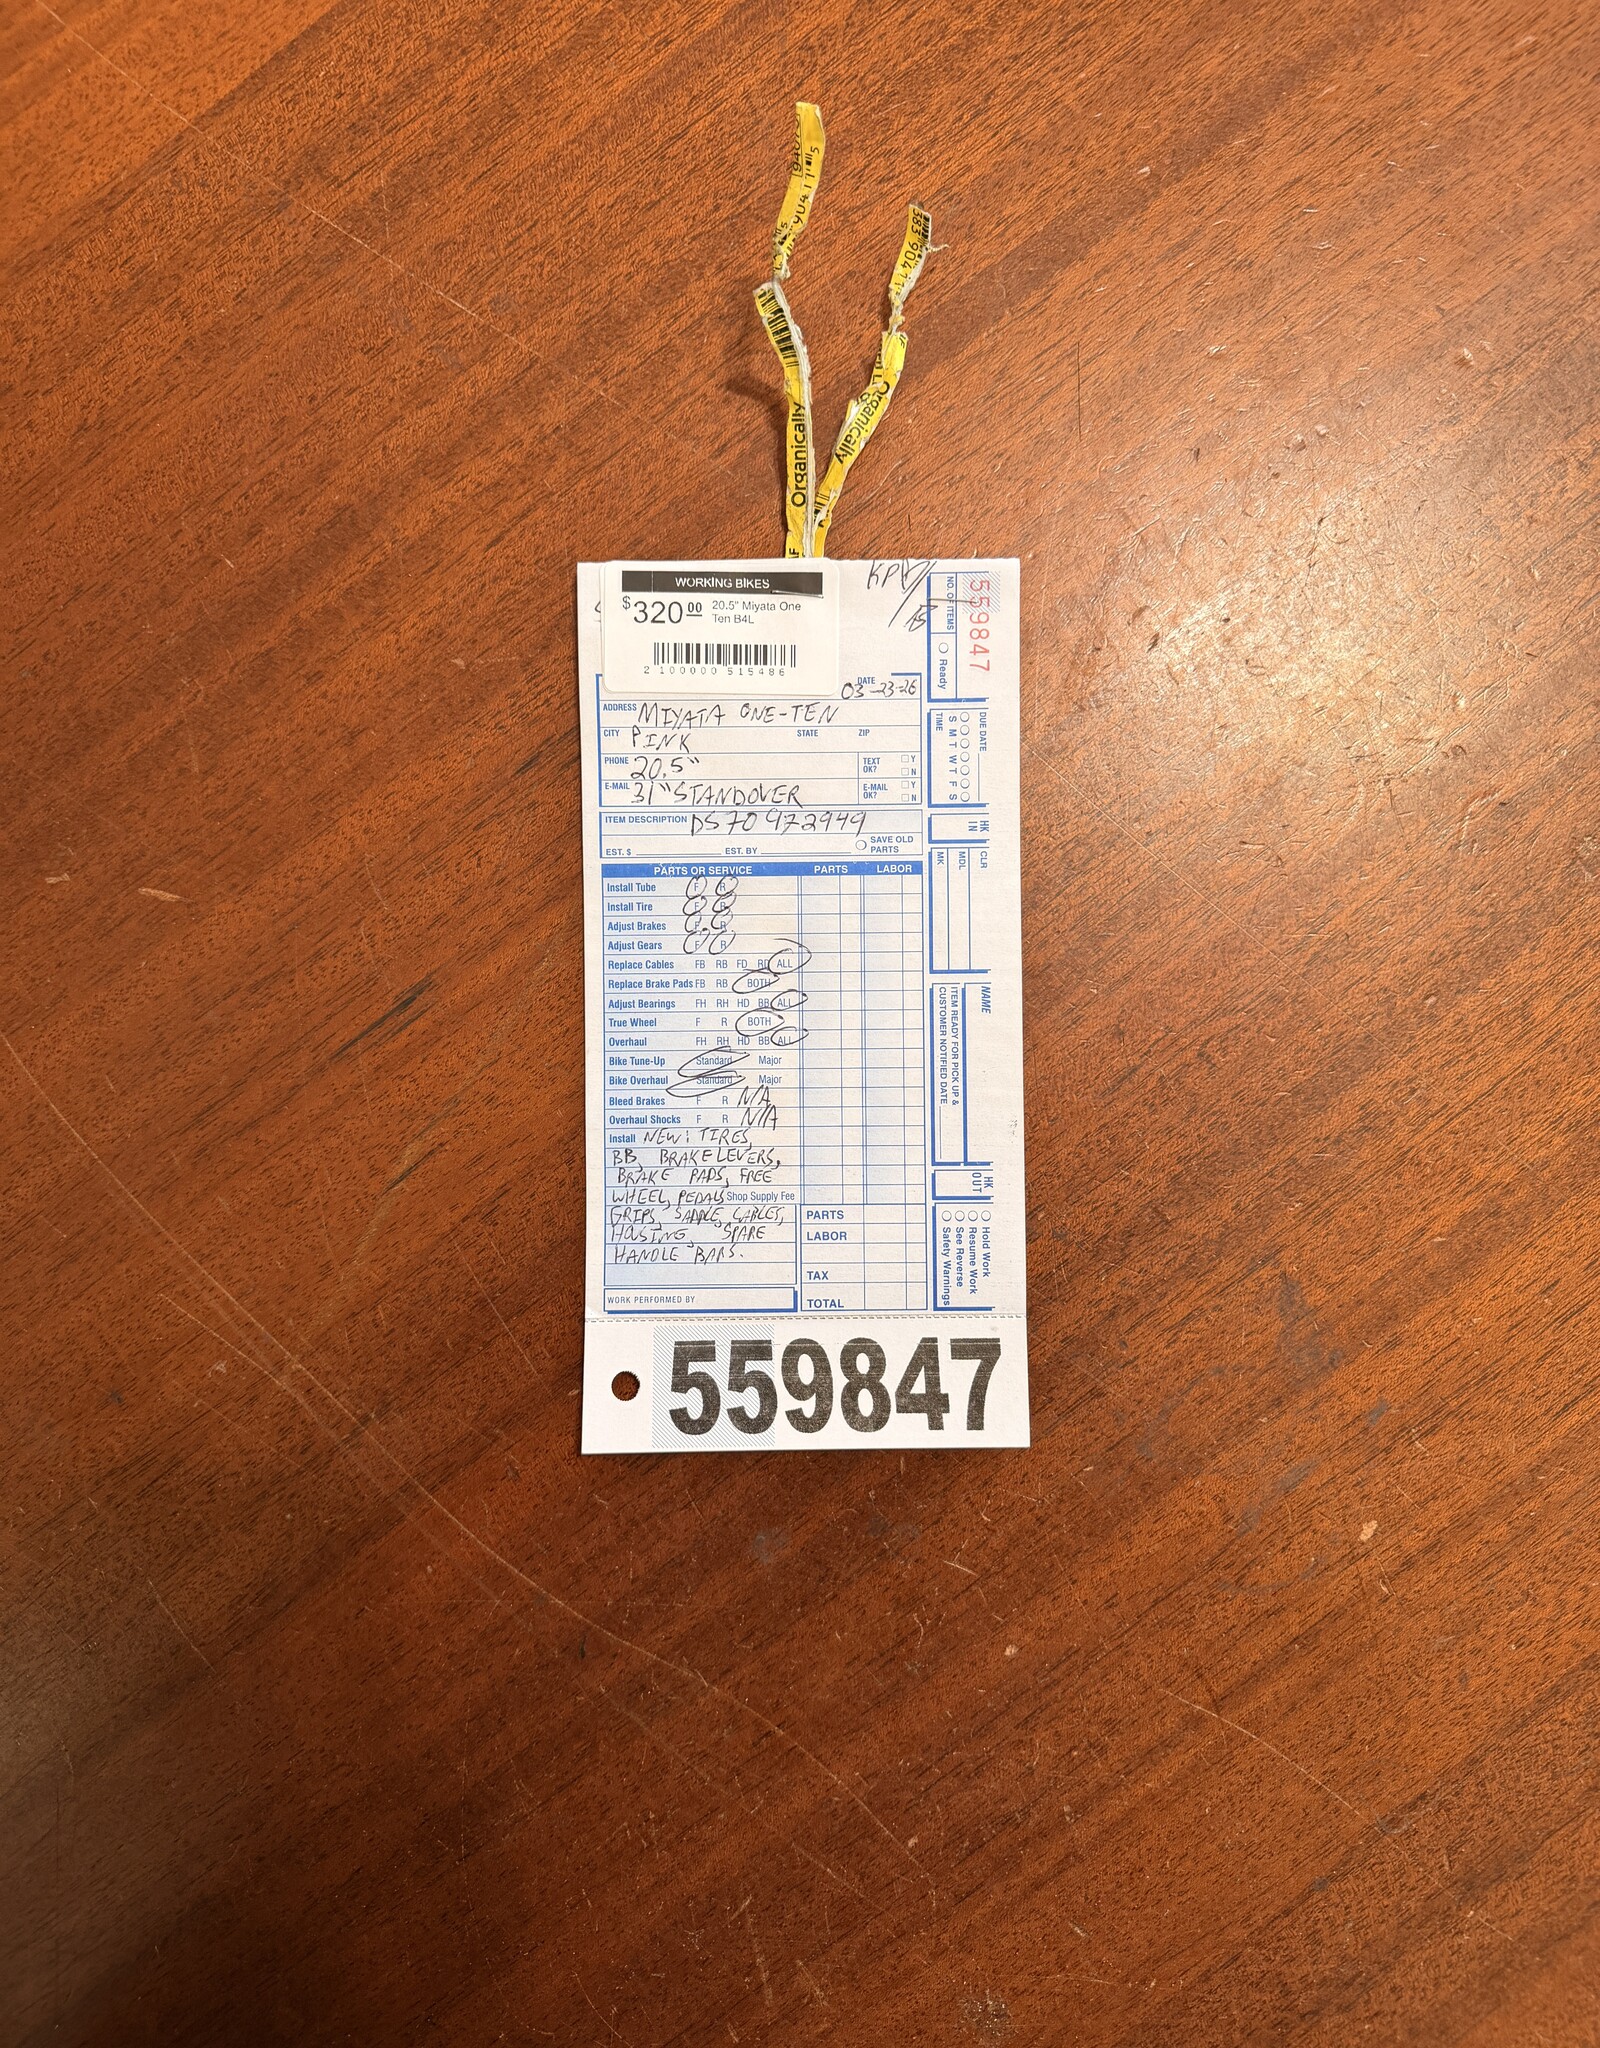 Organically
Organically
WORKING BIKES
$320.00 20.5" Miyata One
Ten B4L
2 100000 515486
DATE 03-23-26
ADDRESS MIYATA ONE-TEN
CITY PINK STATE ZIP
PHONE 20.5" TEXT OK? Y N
E-MAIL 31" STANDOVER E-MAIL OK? Y N
ITEM DESCRIPTION DS70972949
EST. $ EST. BY SAVE OLD PARTS
PARTS OR SERVICE PARTS LABOR
Install Tube F R
Install Tire F R
Adjust Brakes F R
Adjust Gears F R
Replace Cables FB RB FD RD ALL
Replace Brake Pads FB RB BOTH
Adjust Bearings FH RH HD BB ALL
True Wheel F R BOTH
Overhaul FH RH HD BB ALL
Bike Tune-Up Standard Major
Bike Overhaul Standard Major
Bleed Brakes F R N/A
Overhaul Shocks F R N/A
Install NEW: TIRES,
BB, BRAKE LEVERS,
BRAKE PADS, FREE
WHEEL, PEDALS Shop Supply Fee
GRIPS, SADDLE, CABLES,
HOUSING, SPARE
HANDLE BARS.
PARTS
LABOR
TAX
TOTAL
WORK PERFORMED BY
559847
NO. OF ITEMS
Ready
DUE DATE
S M T W T F S
TIME
HK IN
CLR
MDL
MK
NAME
ITEM READY FOR PICK UP &
CUSTOMER NOTIFIED DATE
HK OUT
Hold Work
Resume Work
See Reverse
Safety Warnings
559847